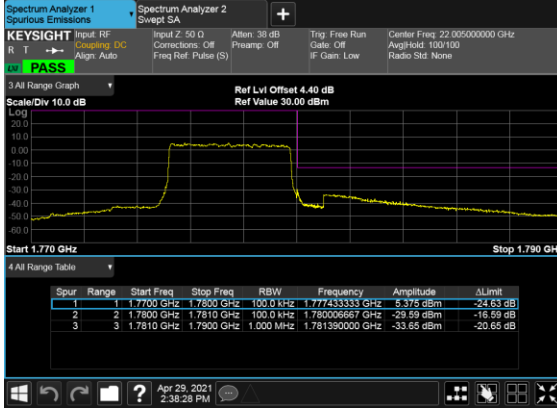 Spectrum Analyzer 1
Spurious Emissions
Spectrum Analyzer 2
Swept SA
+
KEYSIGHT
R T
LXI PASS
Input: RF
Coupling: DC
Align: Auto
Input Z: 50 Ω
Corrections: Off
Freq Ref: Pulse (S)
Atten: 38 dB
Preamp: Off
Trig: Free Run
Gate: Off
IF Gain: Low
Center Freq: 22.005000000 GHz
Avg|Hold: 100/100
Radio Std: None
3 All Range Graph
Scale/Div 10.0 dB
Ref Lvl Offset 4.40 dB
Ref Value 30.00 dBm
Log
20.0
10.0
0.00
-10.0
-20.0
-30.0
-40.0
-50.0
-60.0
Start 1.770 GHz
Stop 1.790 GH
4 All Range Table
Spur Range Start Freq Stop Freq RBW Frequency Amplitude ΔLimit
1 1 1.7700 GHz 1.7800 GHz 100.0 kHz 1.777433333 GHz 5.375 dBm -24.63 dB
2 2 1.7800 GHz 1.7810 GHz 100.0 kHz 1.780006667 GHz -29.59 dBm -16.59 dB
3 3 1.7810 GHz 1.7900 GHz 1.000 MHz 1.781390000 GHz -33.65 dBm -20.65 dB
?
Apr 29, 2021
2:38:28 PM